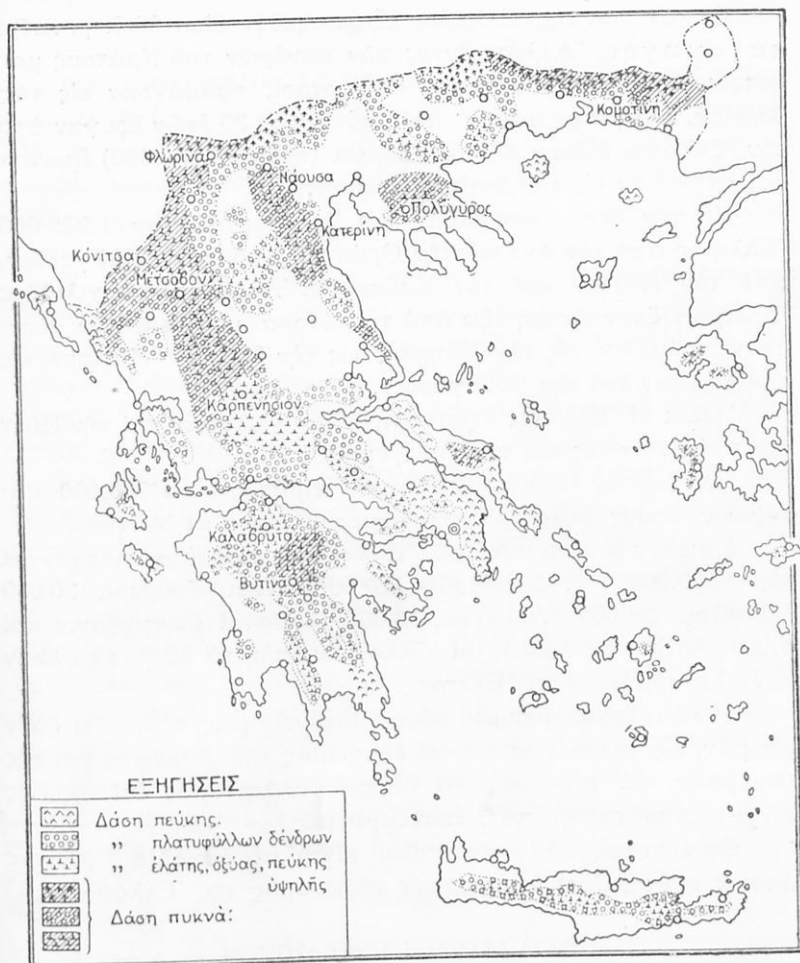 Κομοτινή
Φλώρινα
Νάουσα
Πολύγυρος
Κατερίνη
Κόνιτσα
Μέτσοβον
Καρπενήσιον
Καλάβρυτα
Βυτίνα
ΕΞΗΓΗΣΕΙΣ
Δάση πεύκης.
,, πλατυφύλλων δένδρων
,, ἐλάτης, ὀξύας, πεύκης
ὑψηλῆς
Δάση πυκνά: